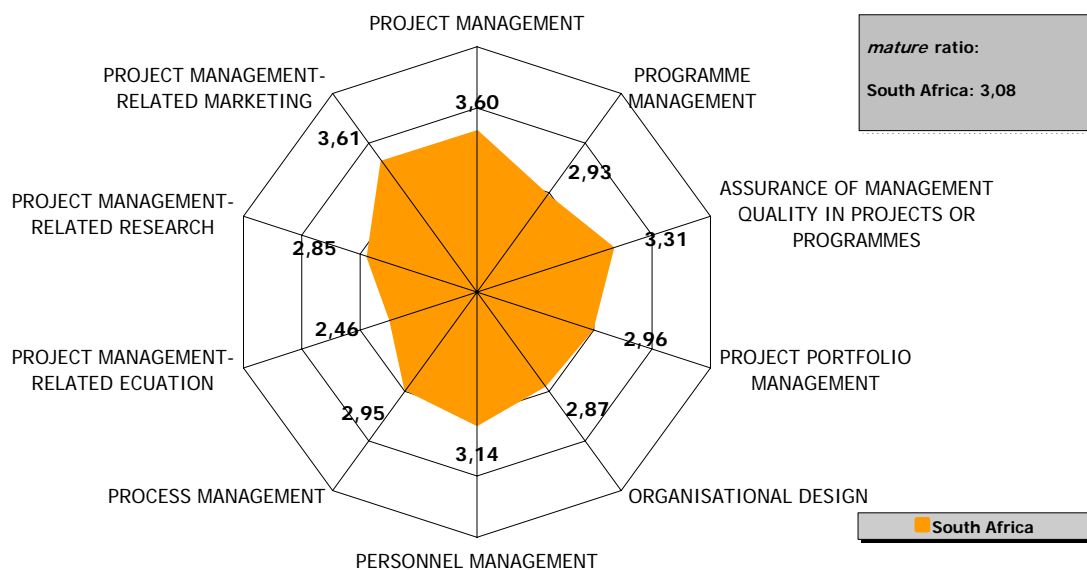 PROJECT MANAGEMENT
mature ratio:
South Africa: 3,08
PROJECT MANAGEMENT-
RELATED MARKETING
PROGRAMME
MANAGEMENT
3,60
3,61
2,93
PROJECT MANAGEMENT-
RELATED RESEARCH
ASSURANCE OF MANAGEMENT
QUALITY IN PROJECTS OR
PROGRAMMES
2,85
3,31
2,46
2,96
PROJECT MANAGEMENT-
RELATED ECUATION
PROJECT PORTFOLIO
MANAGEMENT
2,95
2,87
3,14
PROCESS MANAGEMENT
ORGANISATIONAL DESIGN
South Africa
PERSONNEL MANAGEMENT